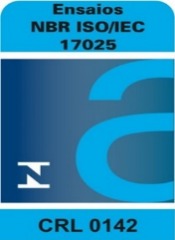 Ensaios
NBR ISO/IEC
17025
CRL 0142